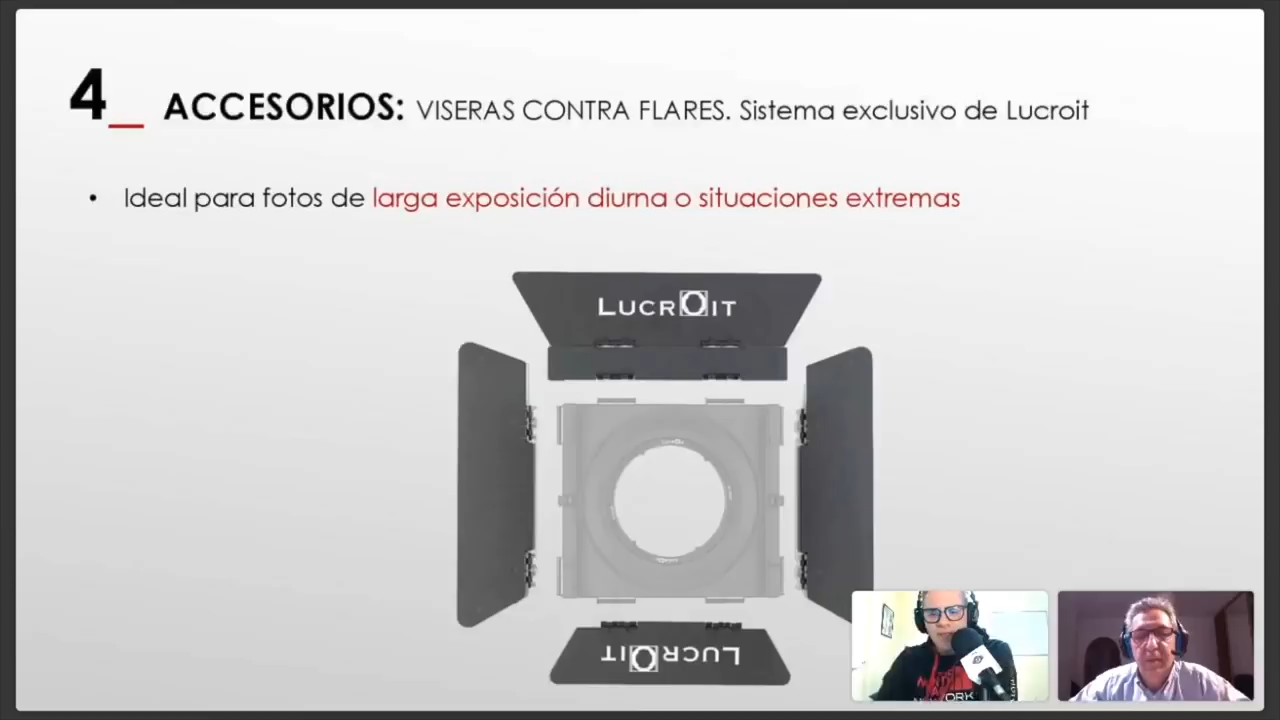 4_ ACCESORIOS: VISERAS CONTRA FLARES. Sistema exclusivo de Lucroit
• Ideal para fotos de larga exposición diurna o situaciones extremas
LUCROIT
LUCROIT
ORK